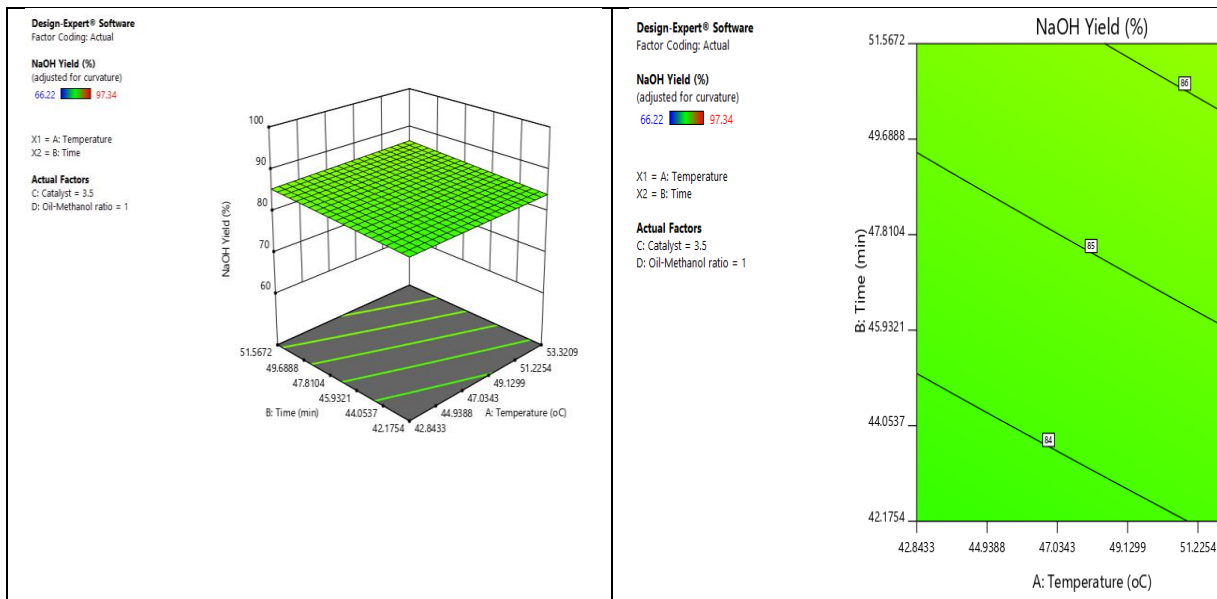 Design-Expert® Software
Factor Coding: Actual
NaOH Yield (%)
(adjusted for curvature)
66.22 97.34
X1 = A: Temperature
X2 = B: Time
Actual Factors
C: Catalyst = 3.5
D: Oil-Methanol ratio = 1
NaOH Yield (%)
100
90
80
70
60
51.5672
49.6888
47.8104
45.9321
44.0537
42.1754
B: Time (min)
42.8433
44.9388
47.0343
49.1299
51.2254
53.3209
A: Temperature (oC)
Design-Expert® Software
Factor Coding: Actual
NaOH Yield (%)
(adjusted for curvature)
66.22 97.34
X1 = A: Temperature
X2 = B: Time
Actual Factors
C: Catalyst = 3.5
D: Oil-Methanol ratio = 1
NaOH Yield (%)
B: Time (min)
51.5672
49.6888
47.8104
45.9321
44.0537
42.1754
86
85
84
42.8433 44.9388 47.0343 49.1299 51.2254
A: Temperature (oC)